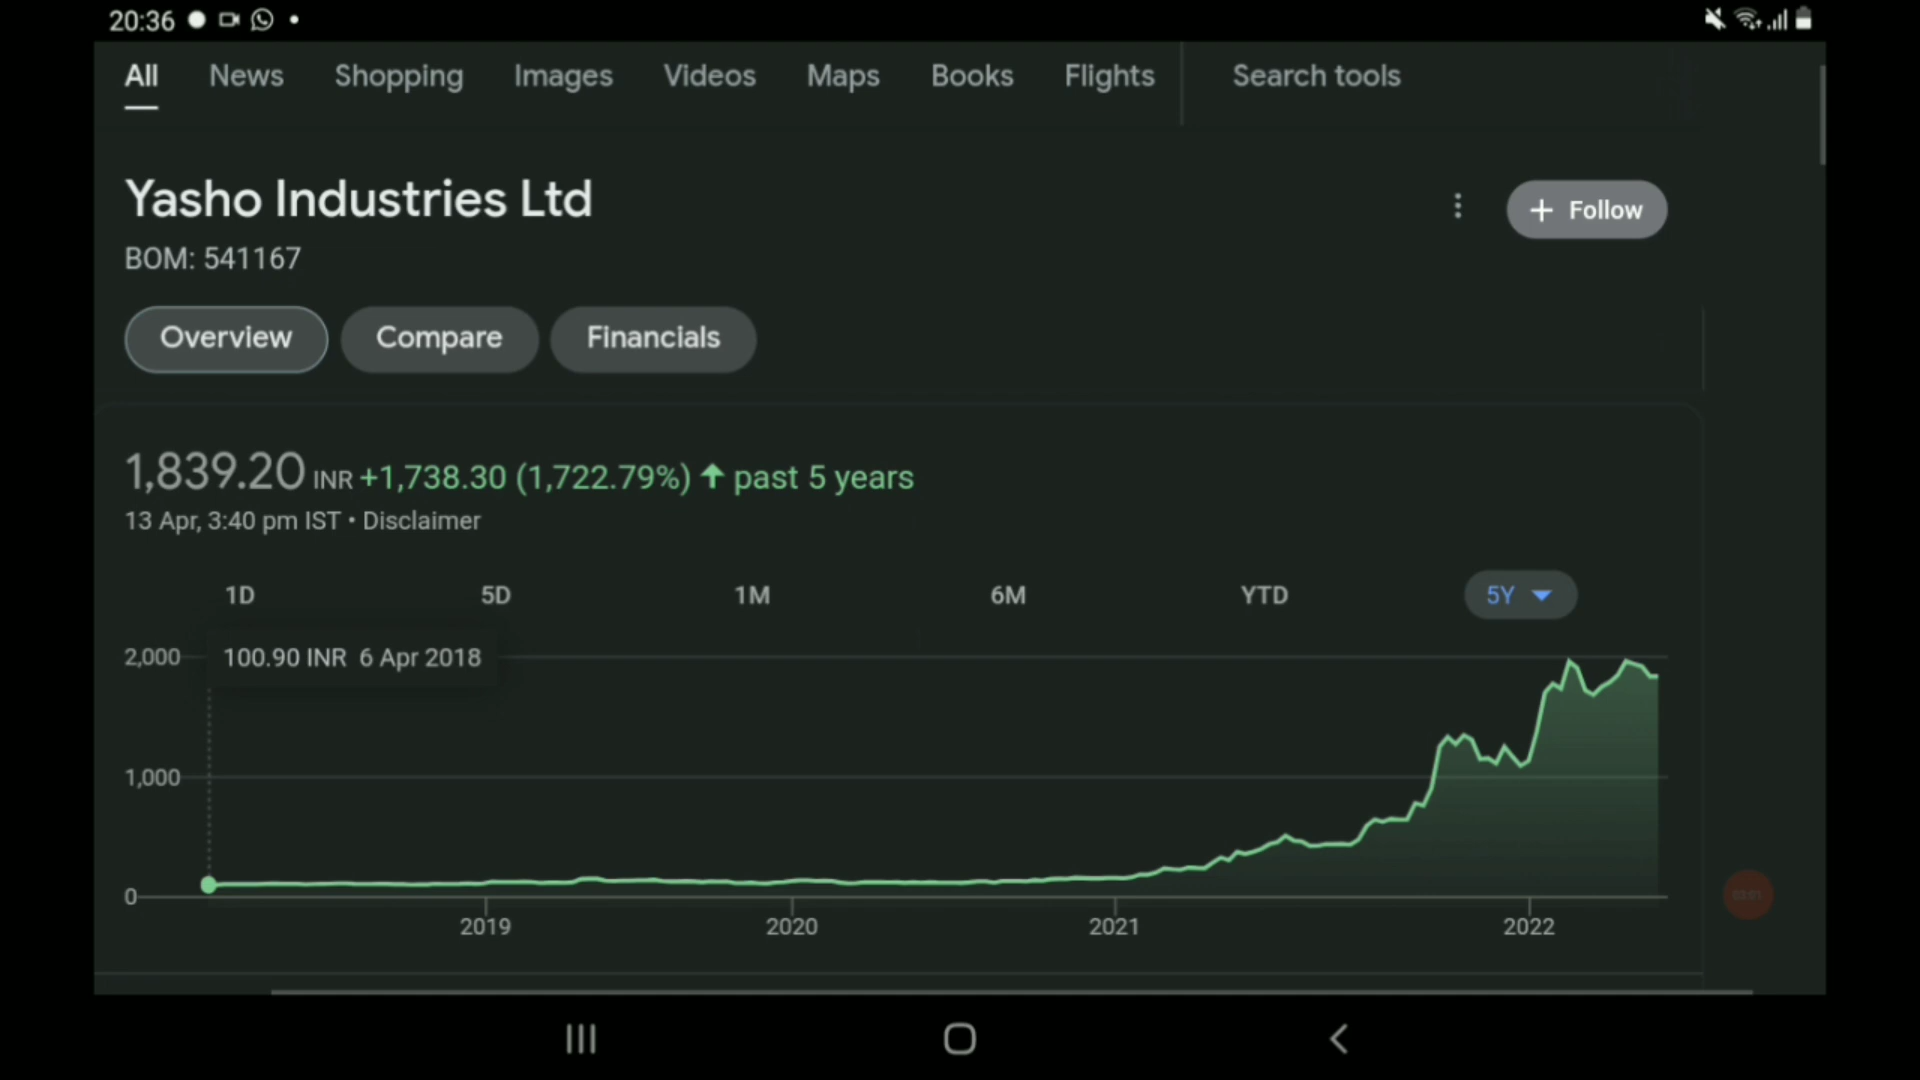 20:36
All News Shopping Images Videos Maps Books Flights Search tools
Yasho Industries Ltd
+ Follow
BOM: 541167
Overview Compare Financials
1,839.20 INR +1,738.30 (1,722.79%) ↑ past 5 years
13 Apr, 3:40 pm IST • Disclaimer
1D 5D 1M 6M YTD 5Y
2,000 100.90 INR 6 Apr 2018
1,000
0
2019 2020 2021 2022